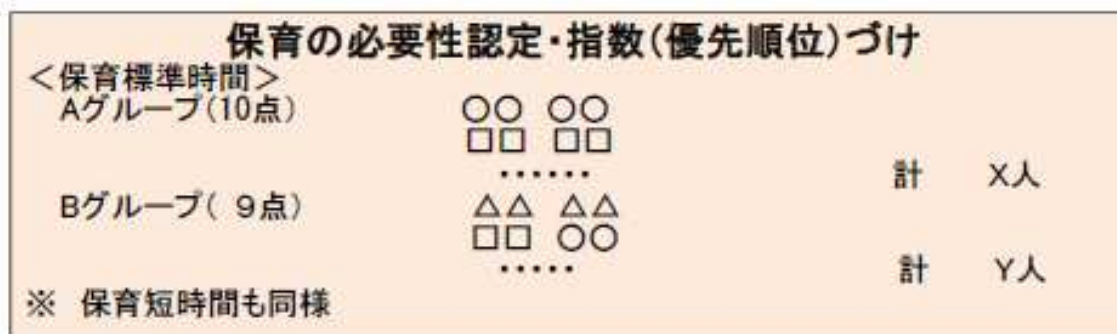 保育の必要性認定・指数(優先順位)づけ
<保育標準時間>
Aグループ(10点) ○○ ○○
□□ □□
・・・・・・
計 X人
Bグループ( 9点) △△ △△
□□ ○○
・・・・・
計 Y人
※ 保育短時間も同様